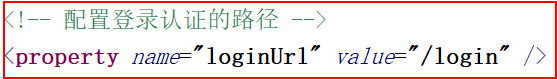 <!-- 配置登录认证的路径 -->
<property name="loginUrl" value="/login" />